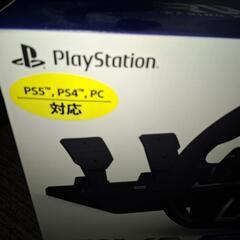 PlayStation®
PS5™, PS4™, PC
対応